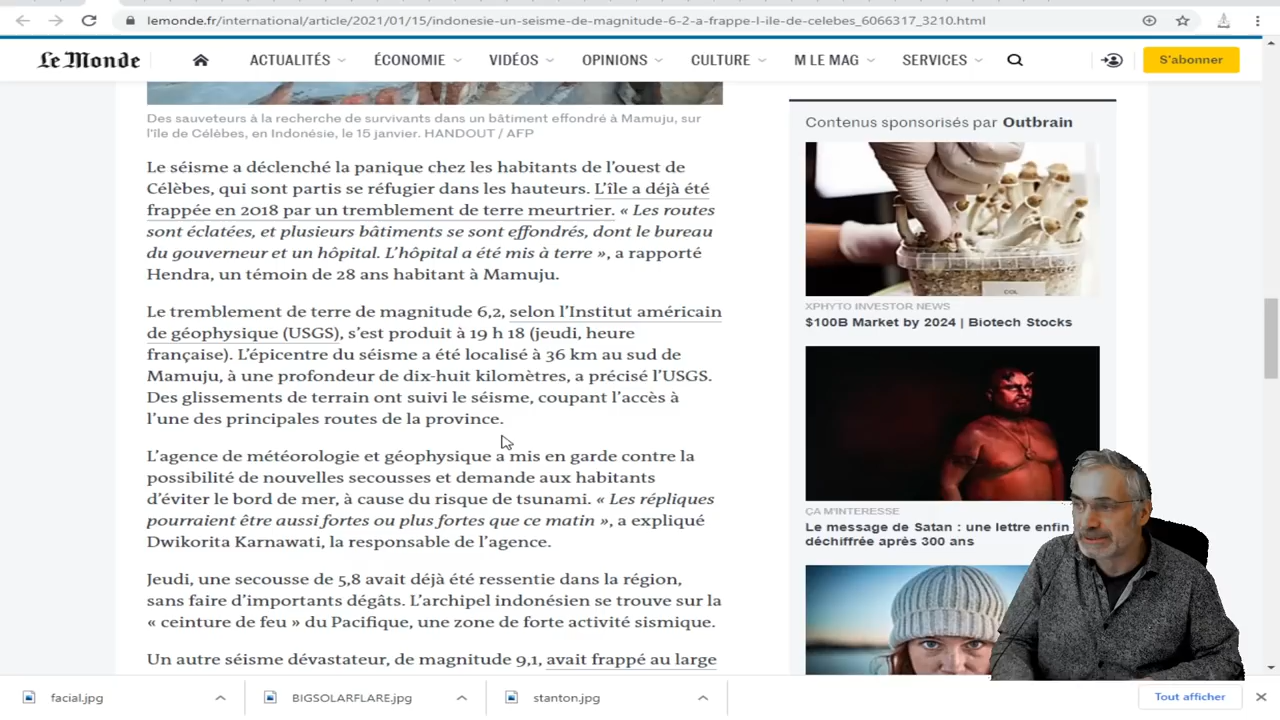 lemonde.fr/international/article/2021/01/15/indonesie-un-seisme-de-magnitude-6-2-a-frappe-l-ile-de-celebes_6066317_3210.html
Le Monde
ACTUALITÉS
ÉCONOMIE
VIDÉOS
OPINIONS
CULTURE
M LE MAG
SERVICES
S'abonner
Des sauveteurs à la recherche de survivants dans un bâtiment effondré à Mamuju, sur
l'île de Célèbes, en Indonésie, le 15 janvier. HANDOUT / AFP
Le séisme a déclenché la panique chez les habitants de l'ouest de
Célèbes, qui sont partis se réfugier dans les hauteurs. L'île a déjà été
frappée en 2018 par un tremblement de terre meurtrier. « Les routes
sont éclatées, et plusieurs bâtiments se sont effondrés, dont le bureau
du gouverneur et un hôpital. L'hôpital a été mis à terre », a rapporté
Hendra, un témoin de 28 ans habitant à Mamuju.
Le tremblement de terre de magnitude 6,2, selon l'Institut américain
de géophysique (USGS), s'est produit à 19 h 18 (jeudi, heure
française). L'épicentre du séisme a été localisé à 36 km au sud de
Mamuju, à une profondeur de dix-huit kilomètres, a précisé l'USGS.
Des glissements de terrain ont suivi le séisme, coupant l'accès à
l'une des principales routes de la province.
L'agence de météorologie et géophysique a mis en garde contre la
possibilité de nouvelles secousses et demande aux habitants
d'éviter le bord de mer, à cause du risque de tsunami. « Les répliques
pourraient être aussi fortes ou plus fortes que ce matin », a expliqué
Dwikorita Karnawati, la responsable de l'agence.
Jeudi, une secousse de 5,8 avait déjà été ressentie dans la région,
sans faire d'importants dégâts. L'archipel indonésien se trouve sur la
« ceinture de feu » du Pacifique, une zone de forte activité sismique.
Un autre séisme dévastateur, de magnitude 9,1, avait frappé au large
Contenus sponsorisés par Outbrain
COL
XPHYTO INVESTOR NEWS
$100B Market by 2024 | Biotech Stocks
ÇA M'INTERESSE
Le message de Satan : une lettre enfin
déchiffrée après 300 ans
facial.jpg
BIGSOLARFLARE.jpg
stanton.jpg
Tout afficher